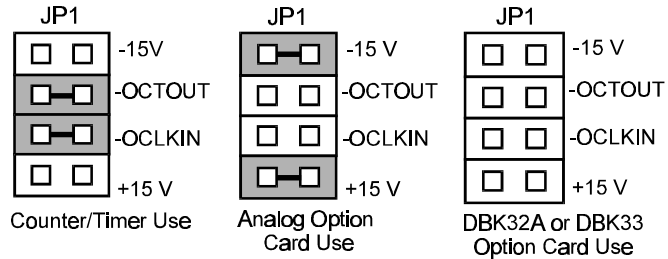 JP1
-15V
-OCTOUT
-OCLKIN
+15 V
Counter/Timer Use
JP1
-15 V
-OCTOUT
-OCLKIN
+15 V
Analog Option
Card Use
JP1
-15 V
-OCTOUT
-OCLKIN
+15 V
DBK32A or DBK33
Option Card Use